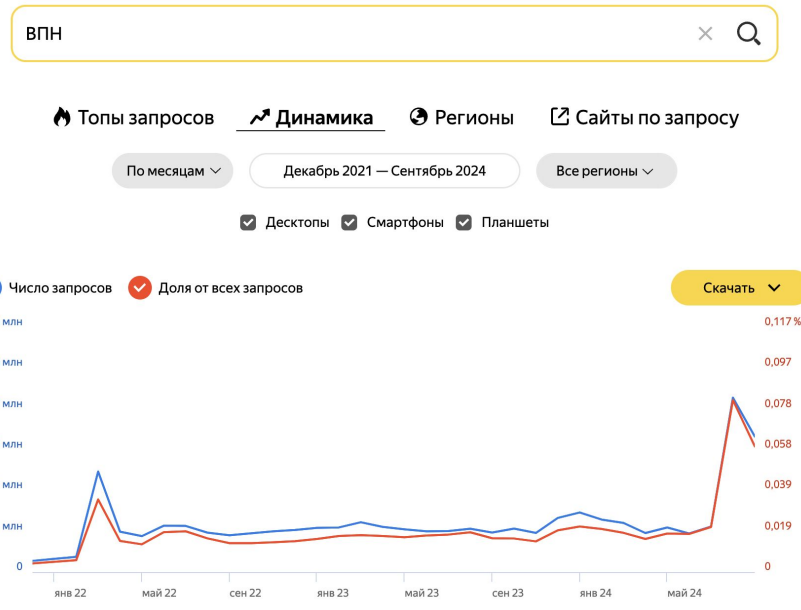 ВПН
Топы запросов Динамика Регионы Сайты по запросу
По месяцам Декабрь 2021 — Сентябрь 2024 Все регионы
Десктопы Смартфоны Планшеты
Число запросов Доля от всех запросов Скачать
млн 0,117 %
млн 0,097
млн 0,078
млн 0,058
млн 0,039
млн 0,019
0 0
янв 22 май 22 сен 22 янв 23 май 23 сен 23 янв 24 май 24